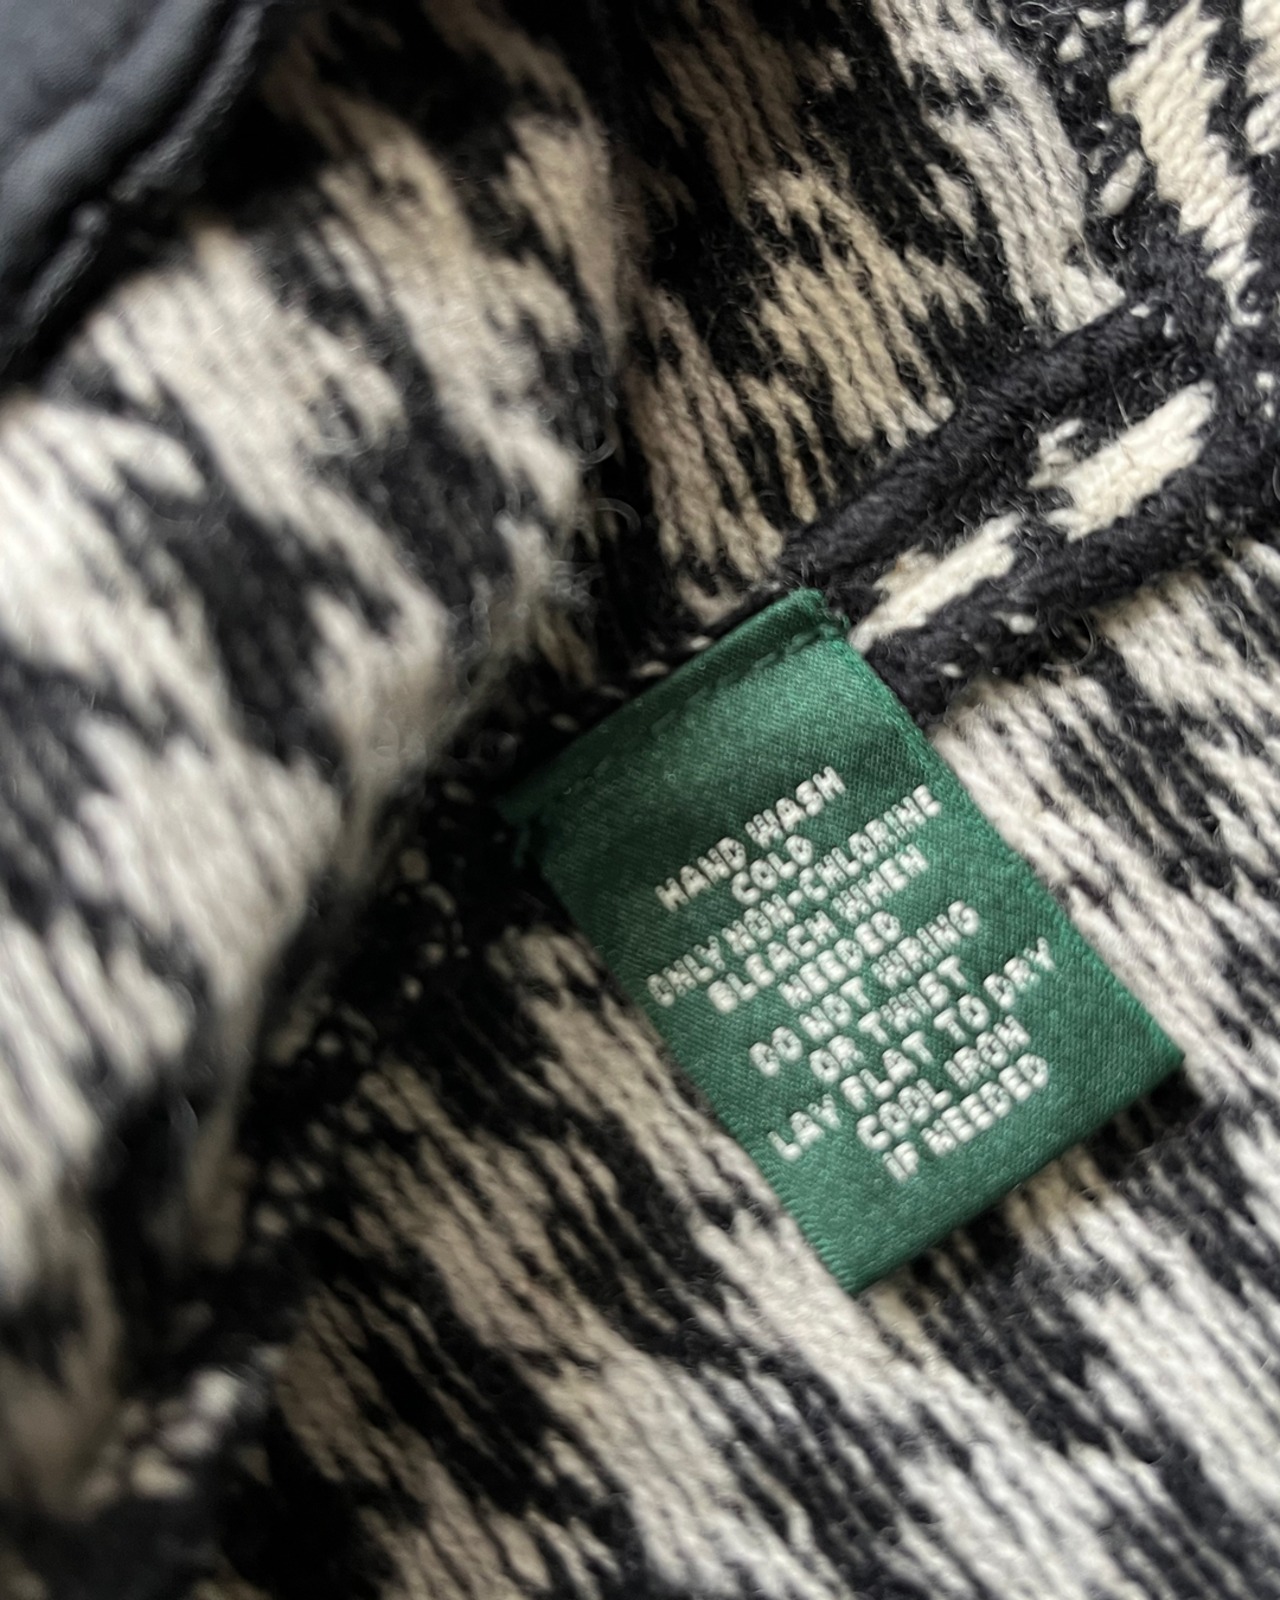 HAND WASH
COLD
ONLY NON-CHLORINE
BLEACH WHEN
NEEDED
DO NOT WRING
OR TWIST
LAY FLAT TO DRY
COOL IRON
IF NEEDED